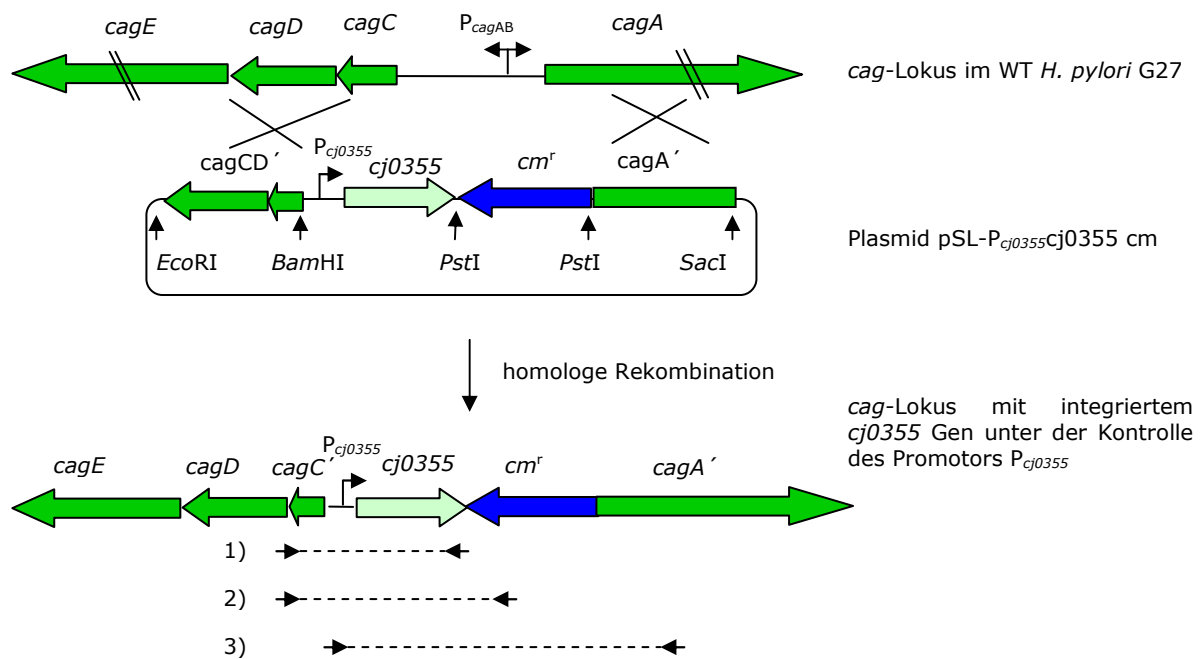 cagE cagD cagC PcagAB cagA
cag-Lokus im WT H. pylori G27
cagCD´ Pcj0355 cj0355 cmr cagA´
EcoRI BamHI PstI PstI SacI
Plasmid pSL-Pcj0355cj0355 cm
homologe Rekombination
cag-Lokus mit integriertem
cj0355 Gen unter der Kontrolle
des Promotors Pcj0355
cagE cagD cagC´ Pcj0355 cj0355 cmr cagA´
1)
2)
3)